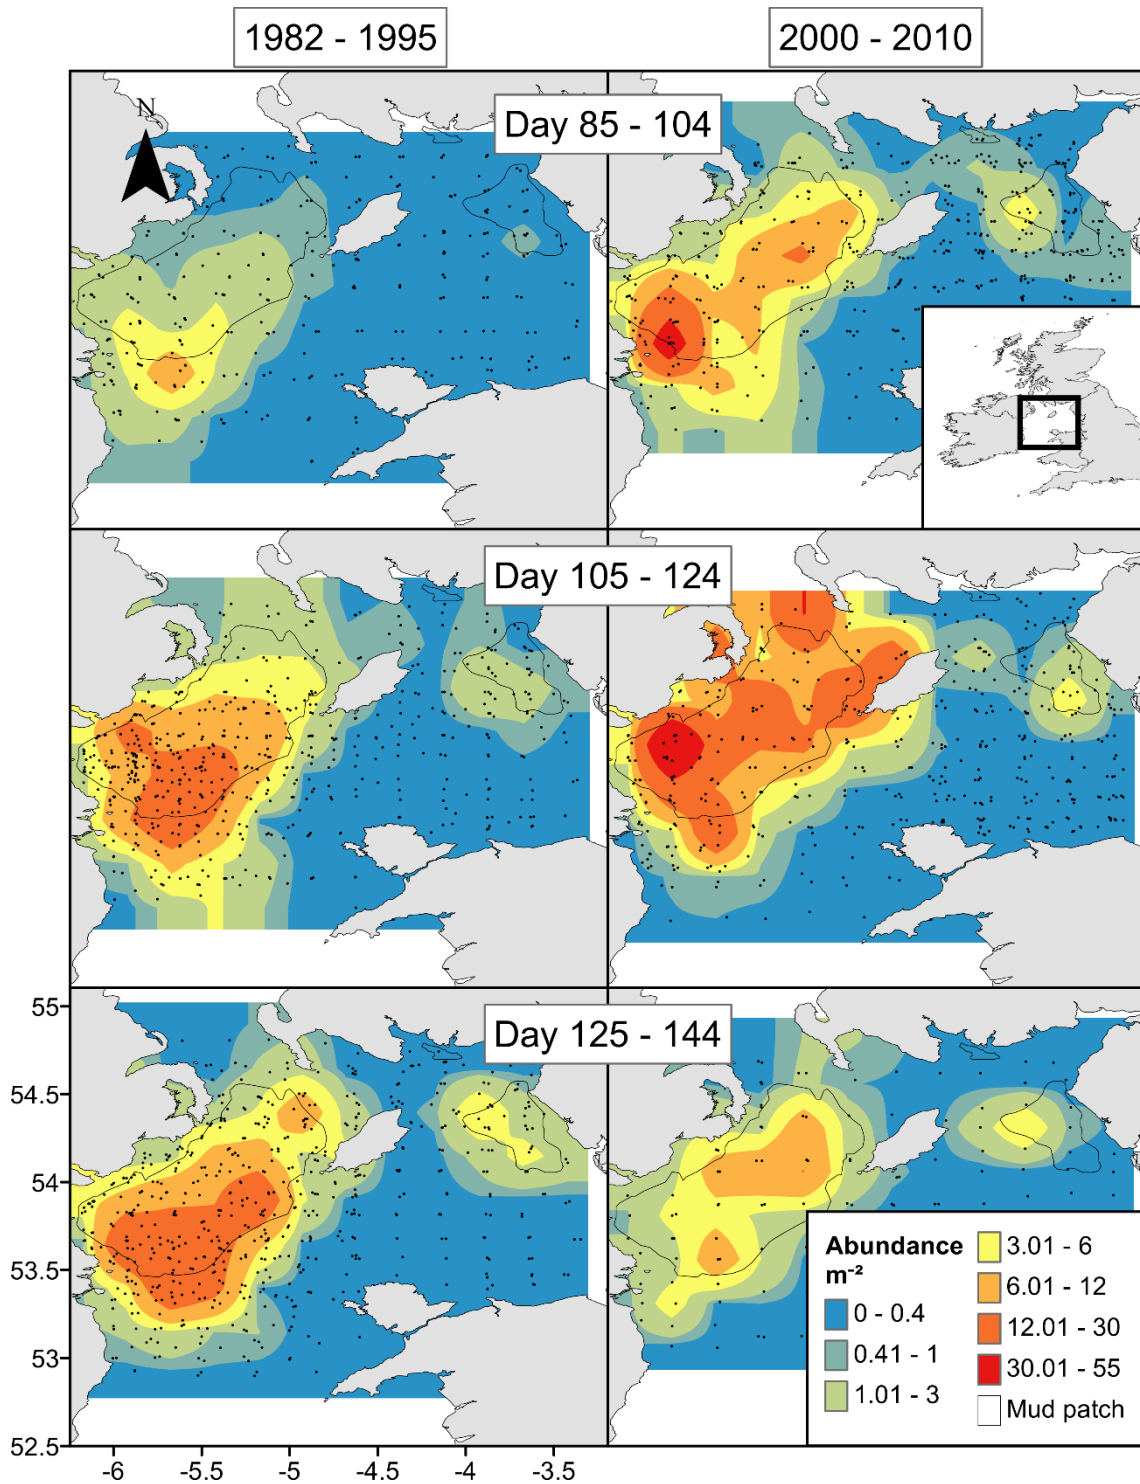 1982 - 1995
2000 - 2010
N
Day 85 - 104
Day 105 - 124
Day 125 - 144
55
54.5
54
53.5
53
52.5
-6
-5.5
-5
-4.5
-4
-3.5
Abundance
m⁻²
0 - 0.4
0.41 - 1
1.01 - 3
3.01 - 6
6.01 - 12
12.01 - 30
30.01 - 55
Mud patch